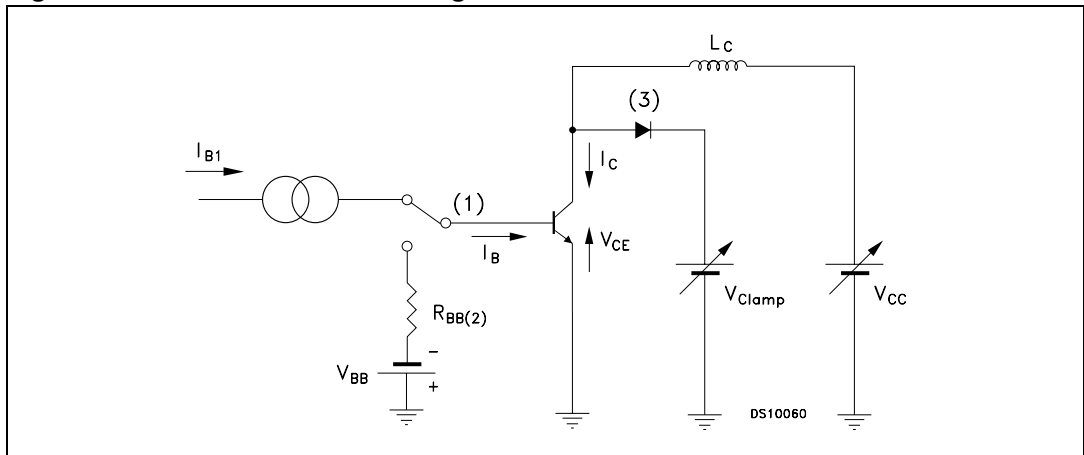 L_C
(3)
I_B1
I_C
(1)
I_B
V_CE
R_BB(2)
V_Clamp
V_CC
-
V_BB
+
DS10060